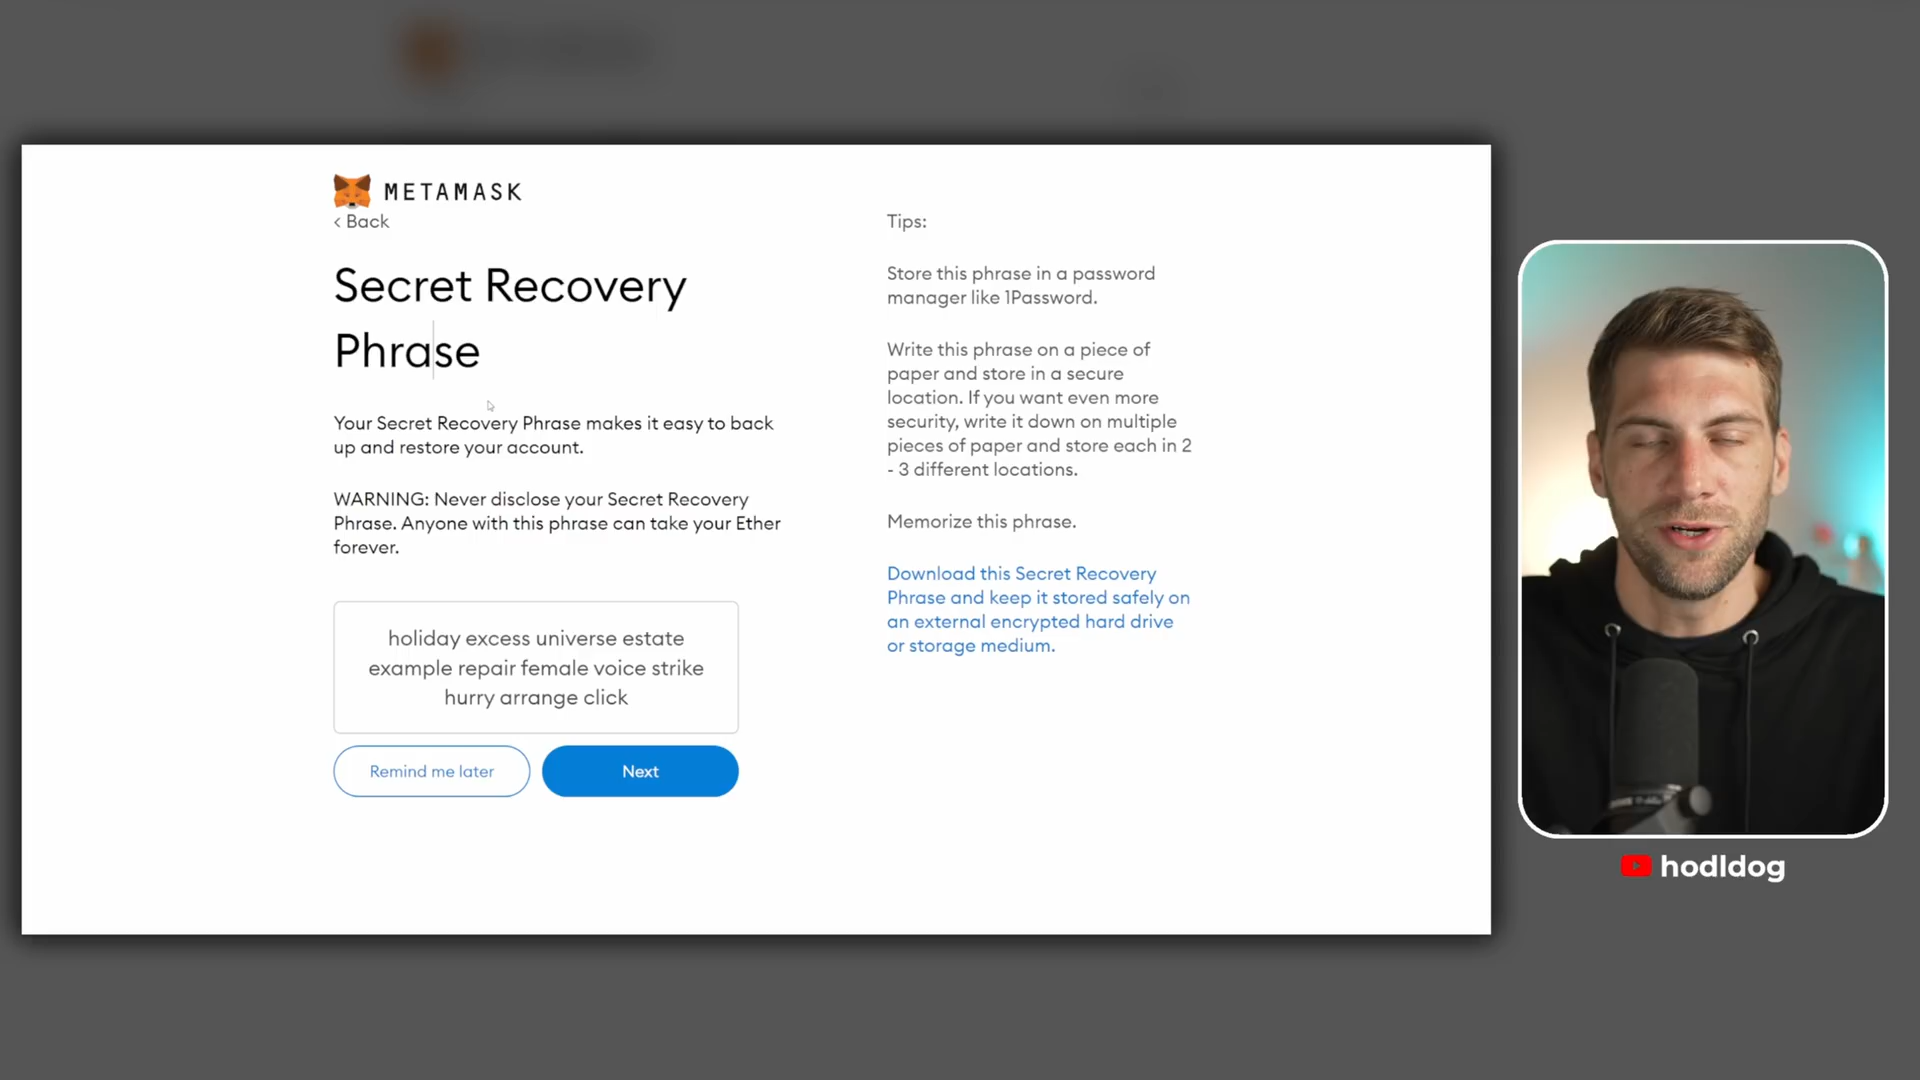 METAMASK
< Back
Secret Recovery
Phrase
Your Secret Recovery Phrase makes it easy to back
up and restore your account.
WARNING: Never disclose your Secret Recovery
Phrase. Anyone with this phrase can take your Ether
forever.
holiday excess universe estate
example repair female voice strike
hurry arrange click
Remind me later
Next
Tips:
Store this phrase in a password
manager like 1Password.
Write this phrase on a piece of
paper and store in a secure
location. If you want even more
security, write it down on multiple
pieces of paper and store each in 2
- 3 different locations.
Memorize this phrase.
Download this Secret Recovery
Phrase and keep it stored safely on
an external encrypted hard drive
or storage medium.
hodldog